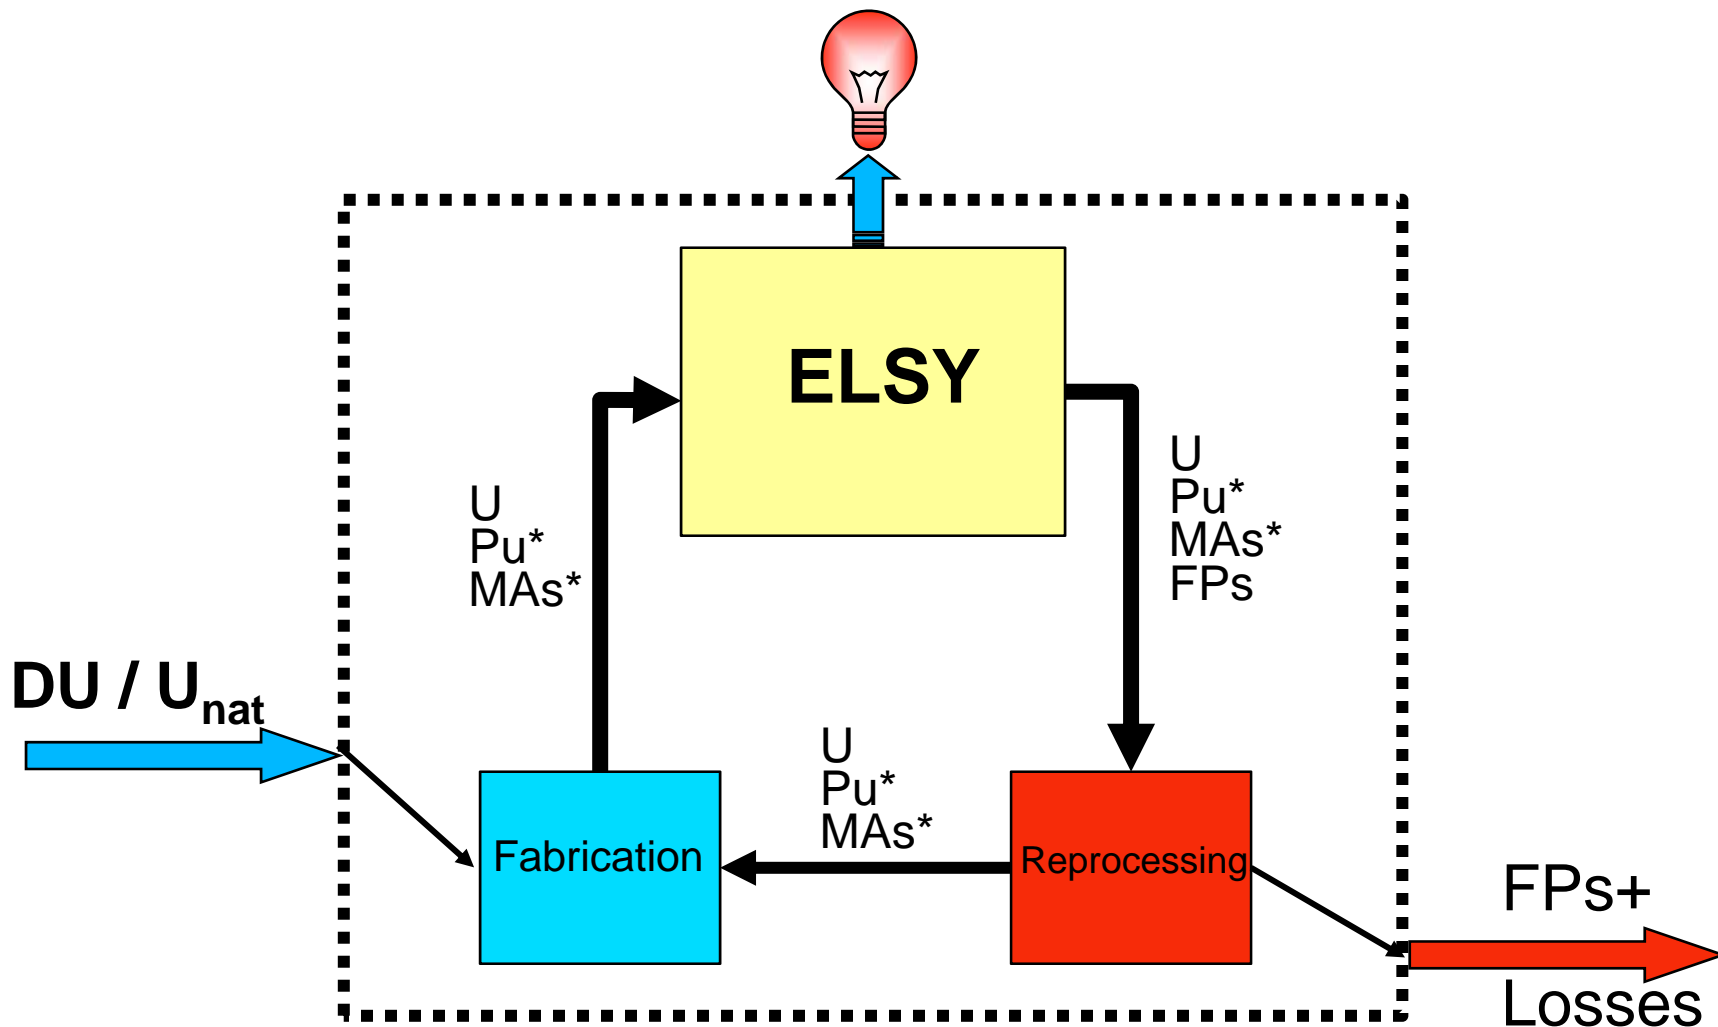 ELSY
U
Pu*
MAs*
FPs
U
Pu*
MAs*
DU / Unat
U
Pu*
MAs*
Fabrication
Reprocessing
FPs+
Losses